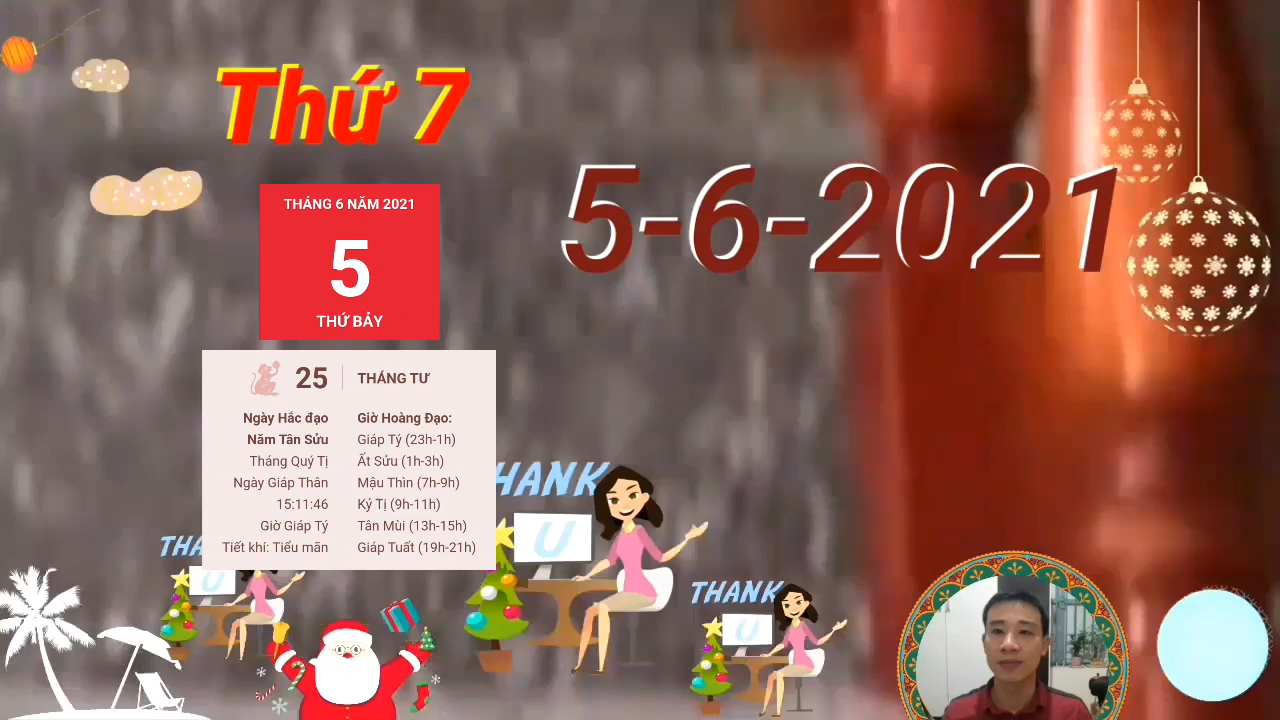 Thứ 7
5-6-2021
THÁNG 6 NĂM 2021
5
THỨ BẢY
25 THÁNG TƯ
Ngày Hắc đạo
Năm Tân Sửu
Tháng Quý Tị
Ngày Giáp Thân
15:11:46
Giờ Giáp Tý
Tiết khí: Tiểu mãn
Giờ Hoàng Đạo:
Giáp Tý (23h-1h)
Ất Sửu (1h-3h)
Mậu Thìn (7h-9h)
Kỷ Tị (9h-11h)
Tân Mùi (13h-15h)
Giáp Tuất (19h-21h)
HANK
U
THA
U
THANK
U